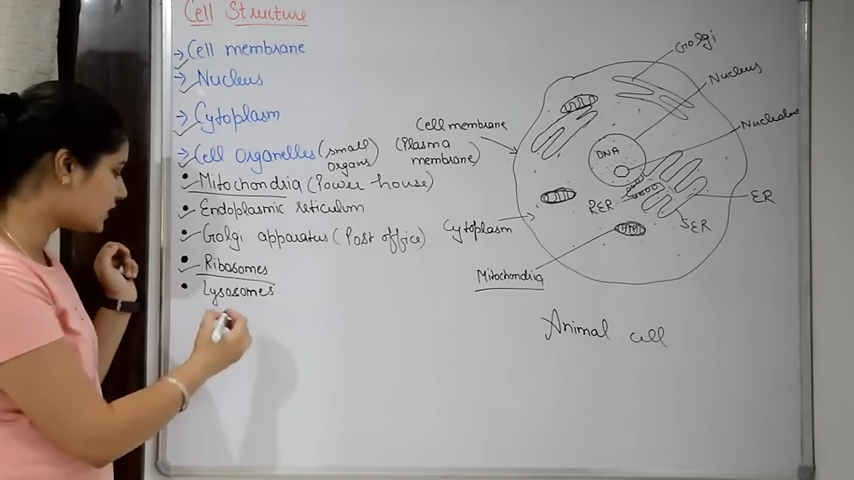 Cell Structure
→ Cell membrane
→ Nucleus
→ Cytoplasm
→ Cell Organelles (small organs)
• Mitochondria (Power house)
• Endoplasmic reticulum
• Golgi apparatus (Post office)
• Ribosomes
• Lysosomes
Cell membrane
(Plasma membrane)
Cytoplasm
Mitochondria
Golgi
Nucleus
Nucleolus
DNA
RER
SER
ER
Animal cell